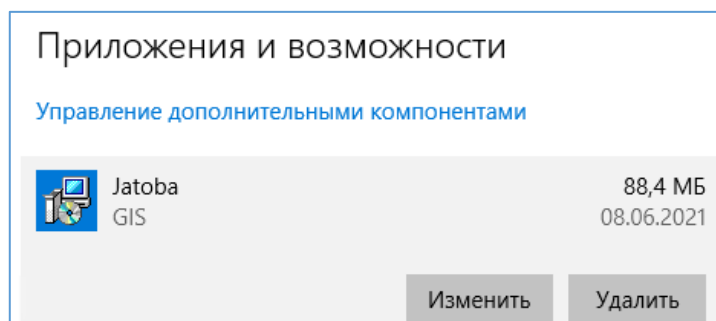 Приложения и возможности
Управление дополнительными компонентами
Jatoba 88,4 МБ
GIS 08.06.2021
Изменить Удалить